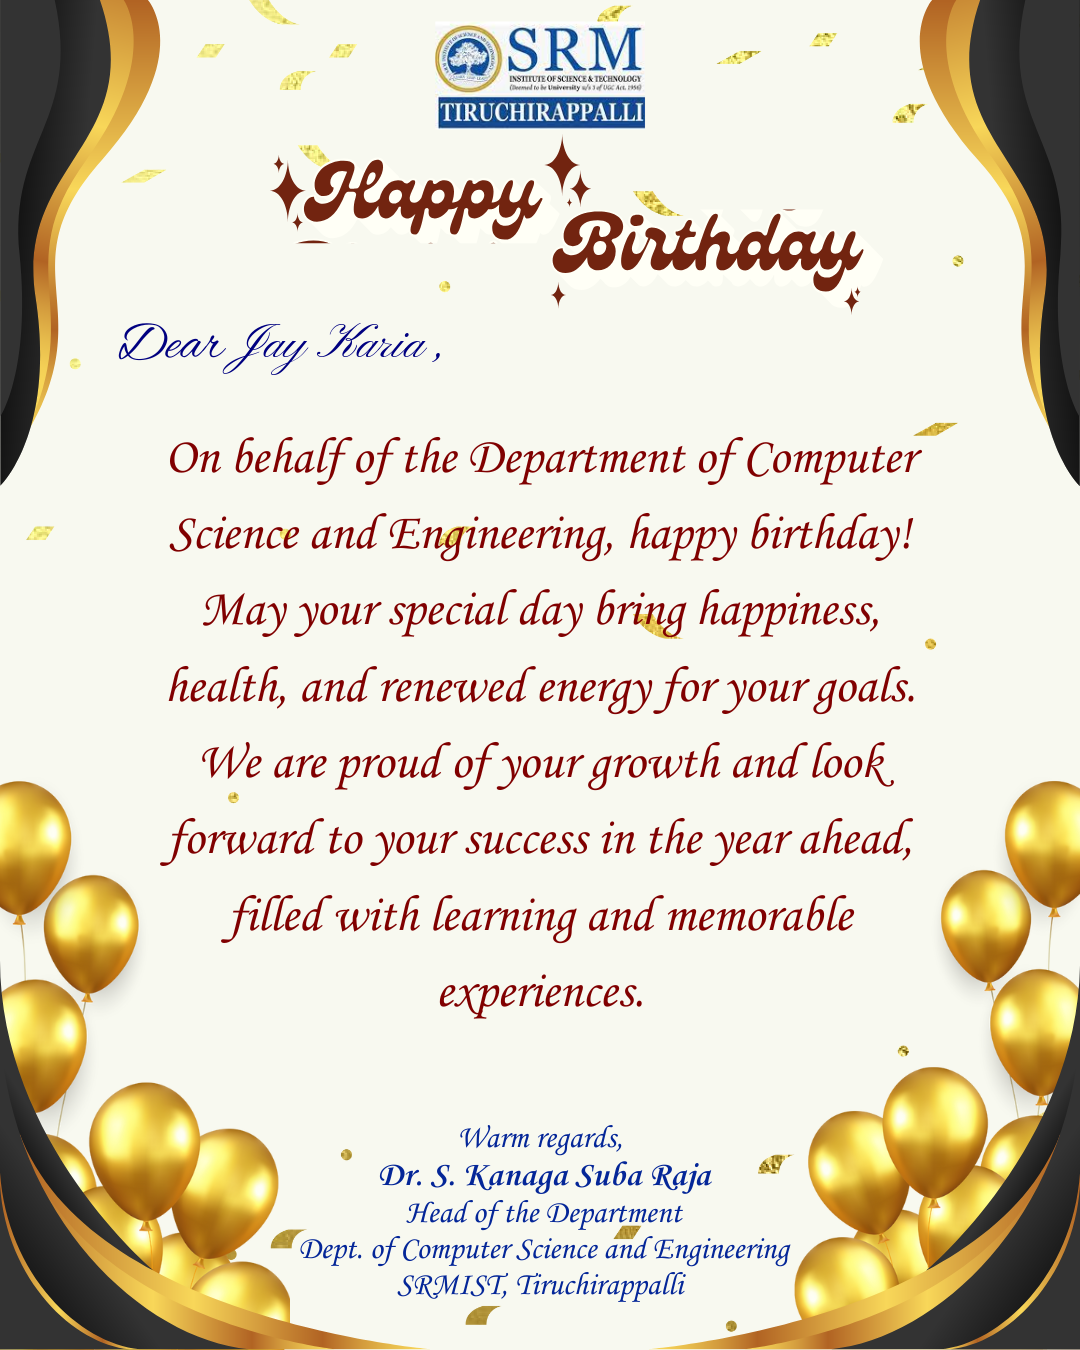 SRM
INSTITUTE OF SCIENCE & TECHNOLOGY
(Deemed to be University u/s 3 of UGC Act, 1956)
TIRUCHIRAPPALLI
Happy
Birthday
Dear Jay Karia ,
On behalf of the Department of Computer
Science and Engineering, happy birthday!
May your special day bring happiness,
health, and renewed energy for your goals.
We are proud of your growth and look
forward to your success in the year ahead,
filled with learning and memorable
experiences.
Warm regards,
Dr. S. Kanaga Suba Raja
Head of the Department
Dept. of Computer Science and Engineering
SRMIST, Tiruchirappalli